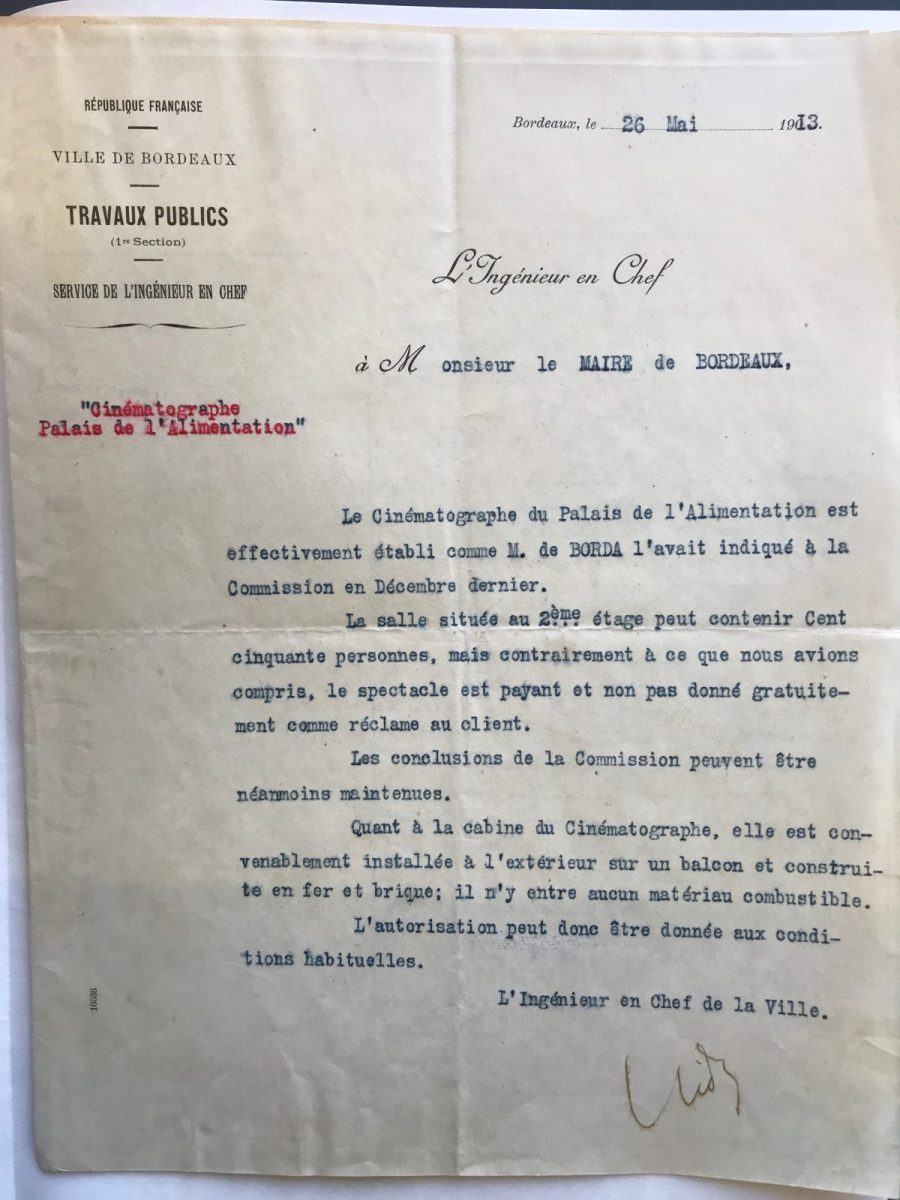 RÉPUBLIQUE FRANÇAISE
VILLE DE BORDEAUX
TRAVAUX PUBLICS
(1re Section)
SERVICE DE L'INGÉNIEUR EN CHEF
Bordeaux, le 26 Mai 1913.
L'Ingénieur en Chef
à Monsieur le MAIRE de BORDEAUX,
"Cinématographe
Palais de l'Alimentation"
Le Cinématographe du Palais de l'Alimentation est
effectivement établi comme M. de BORDA l'avait indiqué à la
Commission en Décembre dernier.
La salle située au 2ème étage peut contenir Cent
cinquante personnes, mais contrairement à ce que nous avions
compris, le spectacle est payant et non pas donné gratuite-
ment comme réclame au client.
Les conclusions de la Commission peuvent être
néanmoins maintenues.
Quant à la cabine du Cinématographe, elle est con-
venablement installée à l'extérieur sur un balcon et construi-
te en fer et brique; il n'y entre aucun matériau combustible.
L'autorisation peut donc être donnée aux condi-
tions habituelles.
L'Ingénieur en Chef de la Ville.